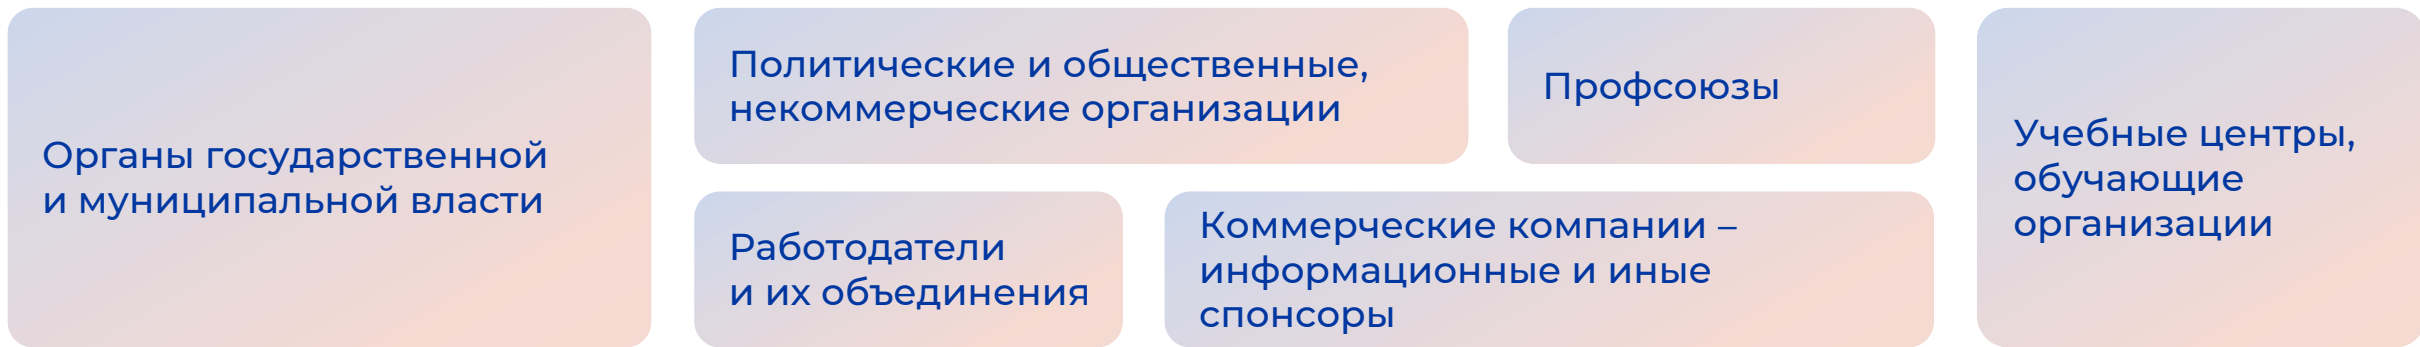 Органы государственной
и муниципальной власти
Политические и общественные,
некоммерческие организации
Профсоюзы
Работодатели
и их объединения
Коммерческие компании –
информационные и иные
спонсоры
Учебные центры,
обучающие
организации